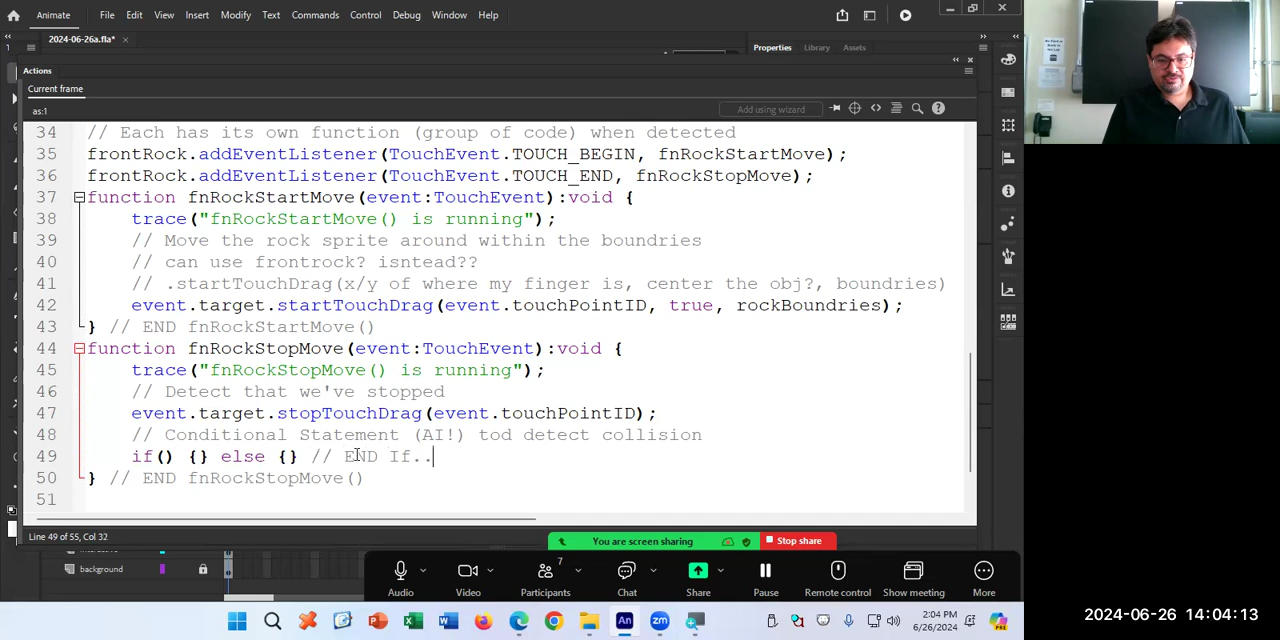 Animate File Edit View Insert Modify Text Commands Control Debug Window Help
2024-06-26a.fla* ×
Properties Library Assets
Actions
Current frame
as:1 Add using wizard
34 // Each has its own function (group of code) when detected
35 frontRock.addEventListener(TouchEvent.TOUCH_BEGIN, fnRockStartMove);
36 frontRock.addEventListener(TouchEvent.TOUCH_END, fnRockStopMove);
37 function fnRockStartMove(event:TouchEvent):void {
38 trace("fnRockStartMove() is running");
39 // Move the rock sprite around within the boundries
40 // can use frontrock? isntead??
41 // .startTouchDrag(x/y of where my finger is, center the obj?, boundries)
42 event.target.startTouchDrag(event.touchPointID, true, rockBoundries);
43 } // END fnRockStartMove()
44 function fnRockStopMove(event:TouchEvent):void {
45 trace("fnRockStopMove() is running");
46 // Detect that we've stopped
47 event.target.stopTouchDrag(event.touchPointID);
48 // Conditional Statement (AI!) tod detect collision
49 if() {} else {} // END If..
50 } // END fnRockStopMove()
51
Line 49 of 55, Col 32
You are screen sharing Stop share
background
7
Audio Video Participants Chat Share Pause Remote control Show meeting More
2:04 PM
6/26/2024
2024-06-26 14:04:13